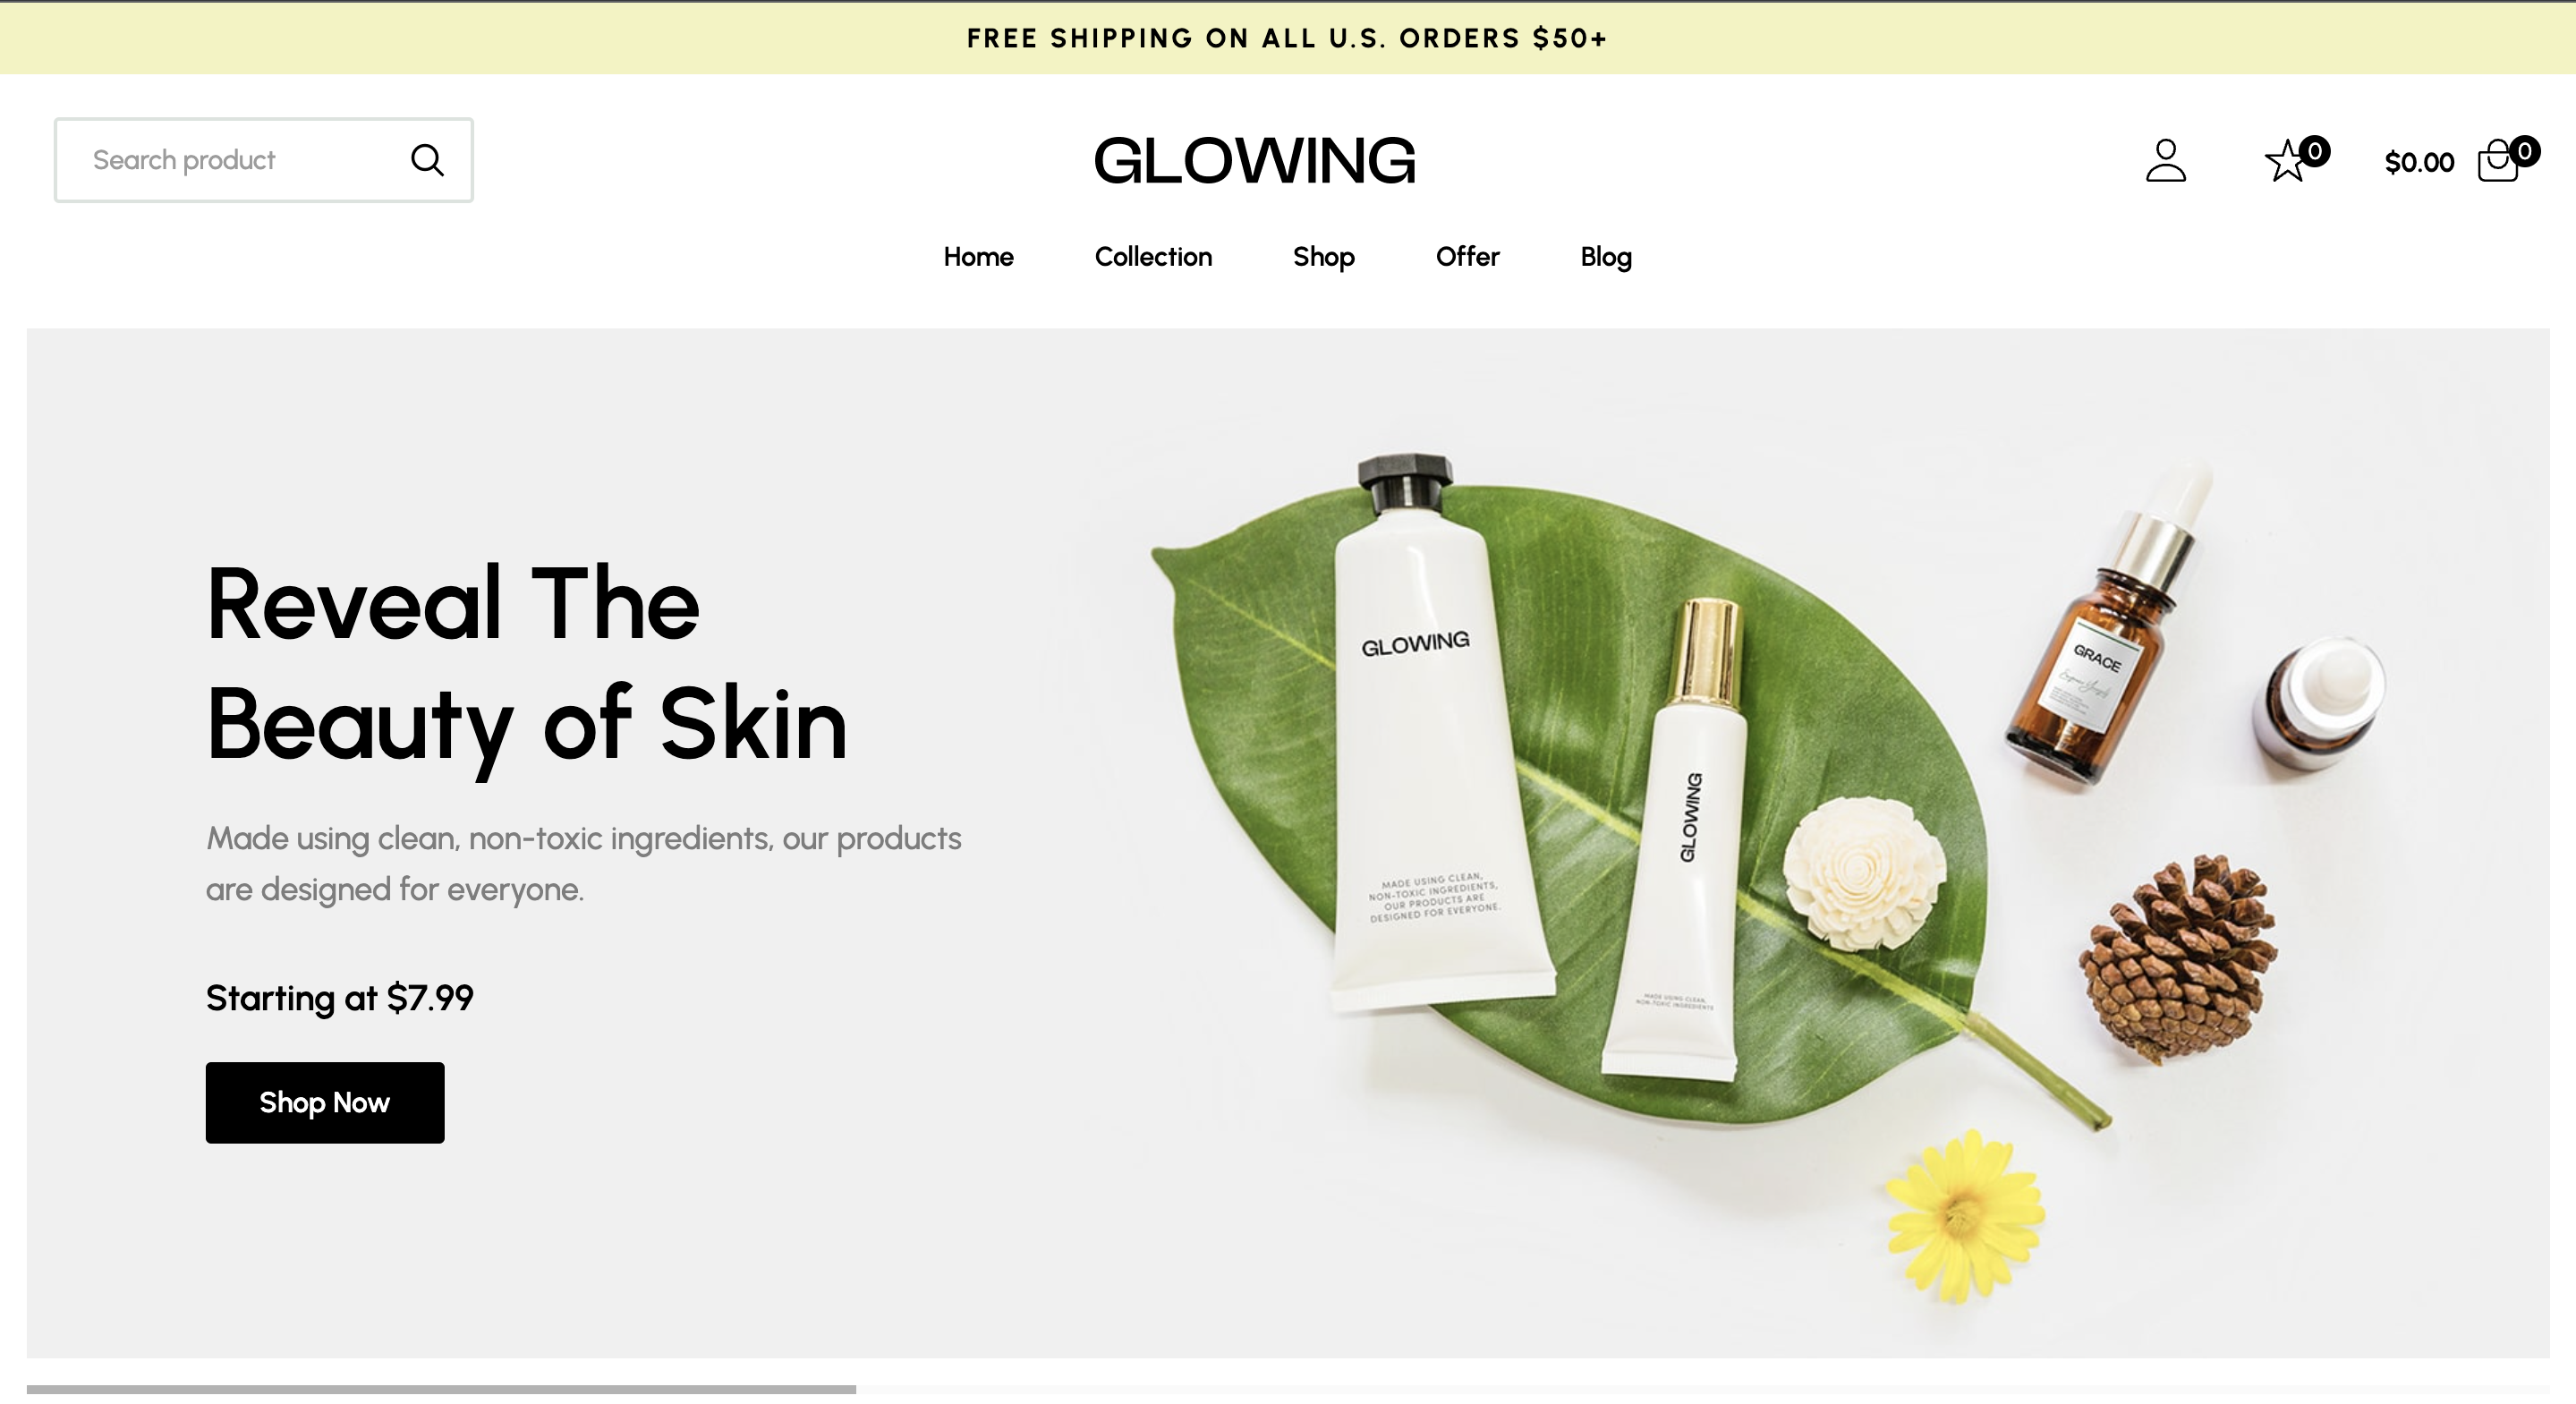 FREE SHIPPING ON ALL U.S. ORDERS $50+
Search product
GLOWING
0
$0.00
0
Home
Collection
Shop
Offer
Blog
Reveal The
Beauty of Skin
Made using clean, non-toxic ingredients, our products
are designed for everyone.
Starting at $7.99
Shop Now
GLOWING
MADE USING CLEAN,
NON-TOXIC INGREDIENTS,
OUR PRODUCTS ARE
DESIGNED FOR EVERYONE.
GLOWING
MADE USING CLEAN,
NON-TOXIC INGREDIENTS
GRACE